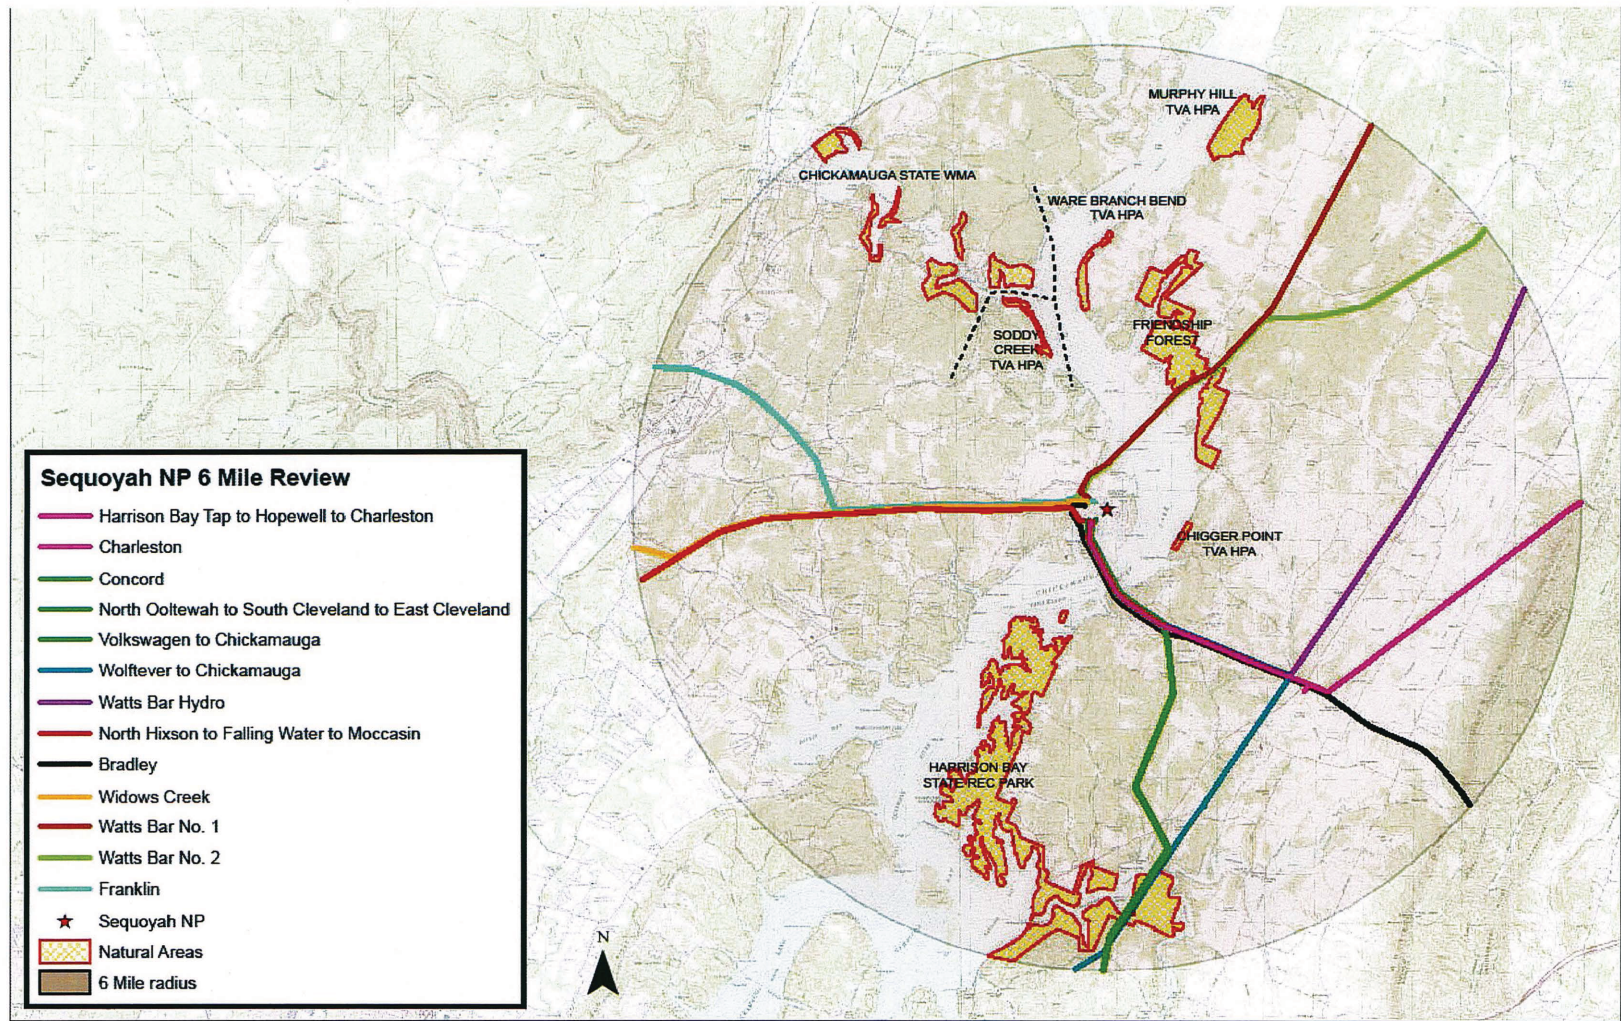 MURPHY HILL
TVA HPA
CHICKAMAUGA STATE WMA
WARE BRANCH BEND
TVA HPA
FRIENDSHIP
FOREST
SODDY
CREEK
TVA HPA
CHIGGER POINT
TVA HPA
HARRISON BAY
STATE REC PARK
Sequoyah NP 6 Mile Review
Harrison Bay Tap to Hopewell to Charleston
Charleston
Concord
North Ooltewah to South Cleveland to East Cleveland
Volkswagen to Chickamauga
Wolftever to Chickamauga
Watts Bar Hydro
North Hixson to Falling Water to Moccasin
Bradley
Widows Creek
Watts Bar No. 1
Watts Bar No. 2
Franklin
Sequoyah NP
Natural Areas
6 Mile radius
N